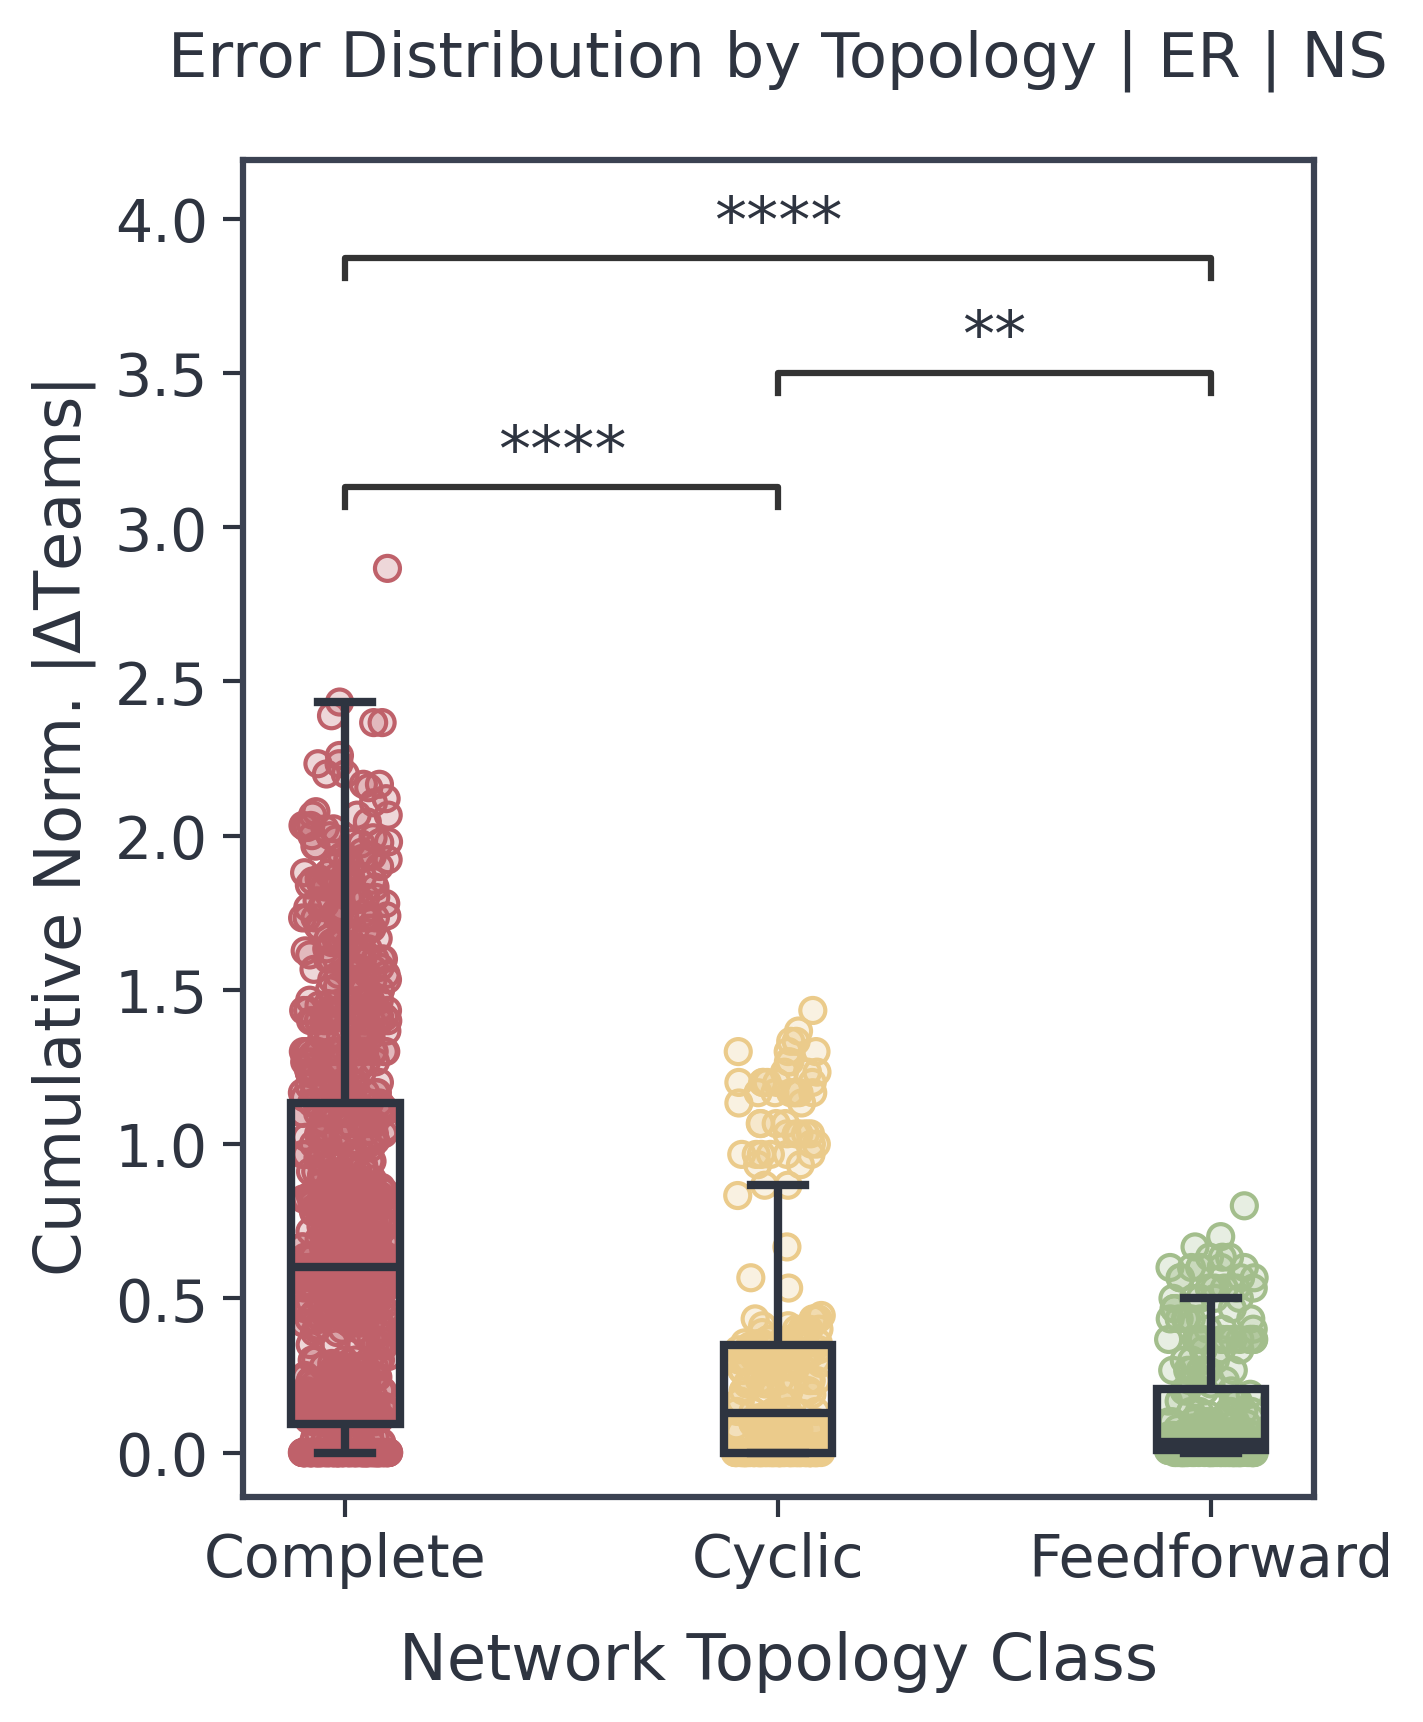 Error Distribution by Topology | ER | NS
Cumulative Norm. |ΔTeams|
4.0
3.5
3.0
2.5
2.0
1.5
1.0
0.5
0.0
****
**
****
Complete
Cyclic
Feedforward
Network Topology Class